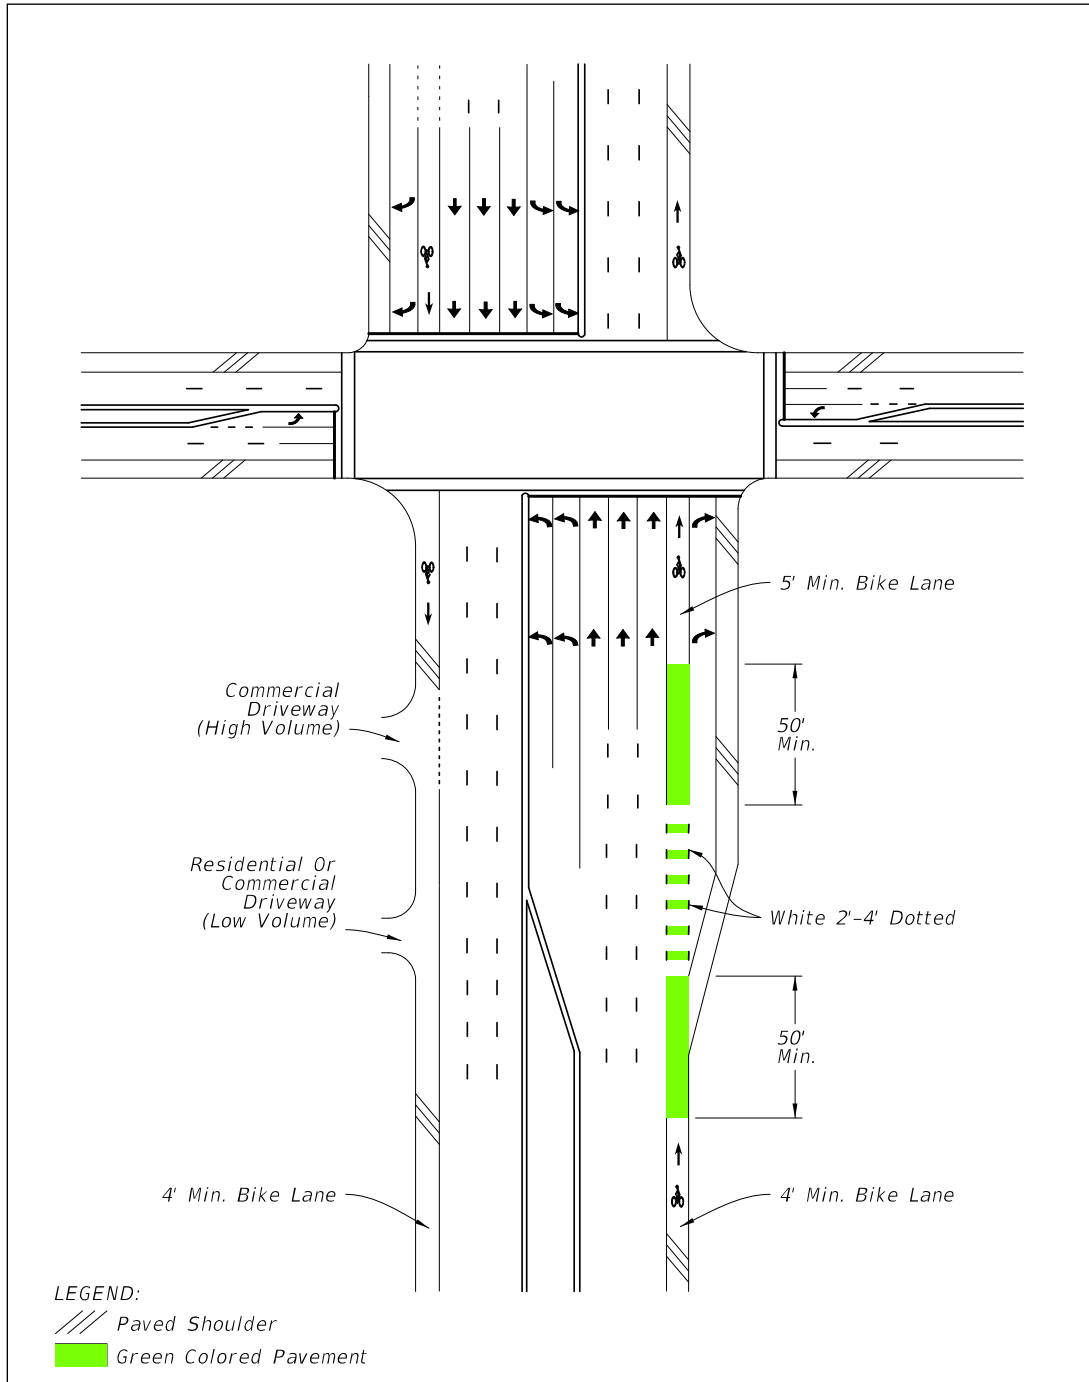 5' Min. Bike Lane
Commercial
Driveway
(High Volume)
50'
Min.
Residential Or
Commercial
Driveway
(Low Volume)
White 2'-4' Dotted
50'
Min.
4' Min. Bike Lane
4' Min. Bike Lane
LEGEND:
Paved Shoulder
Green Colored Pavement